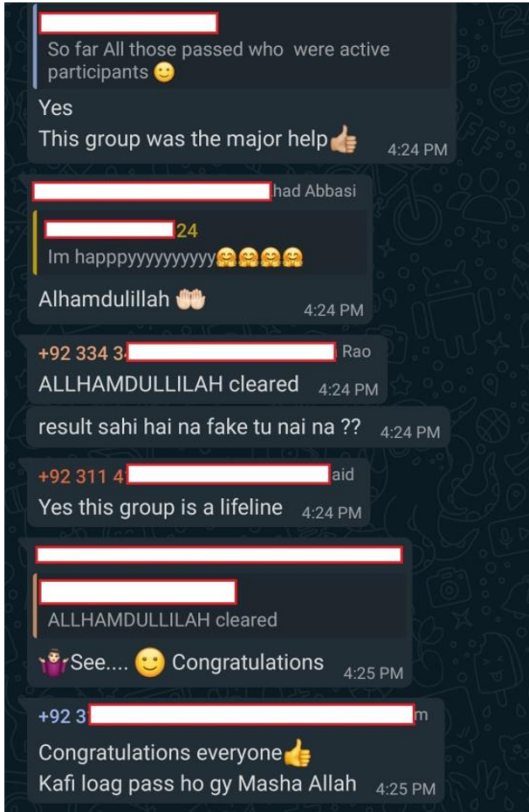 So far All those passed who were active
participants 🙂
Yes
This group was the major help👍🏼
4:24 PM
had Abbasi
24
Im happpyyyyyyyyyy🤗🤗🤗🤗
Alhamdulillah 🤲🏻
4:24 PM
+92 334 3 Rao
ALLHAMDULLILAH cleared 4:24 PM
result sahi hai na fake tu nai na ?? 4:24 PM
+92 311 4 aid
Yes this group is a lifeline 4:24 PM
ALLHAMDULLILAH cleared
🤷🏻‍♀️See.... 🙂 Congratulations 4:25 PM
+92 3 m
Congratulations everyone👍
Kafi loag pass ho gy Masha Allah 4:25 PM